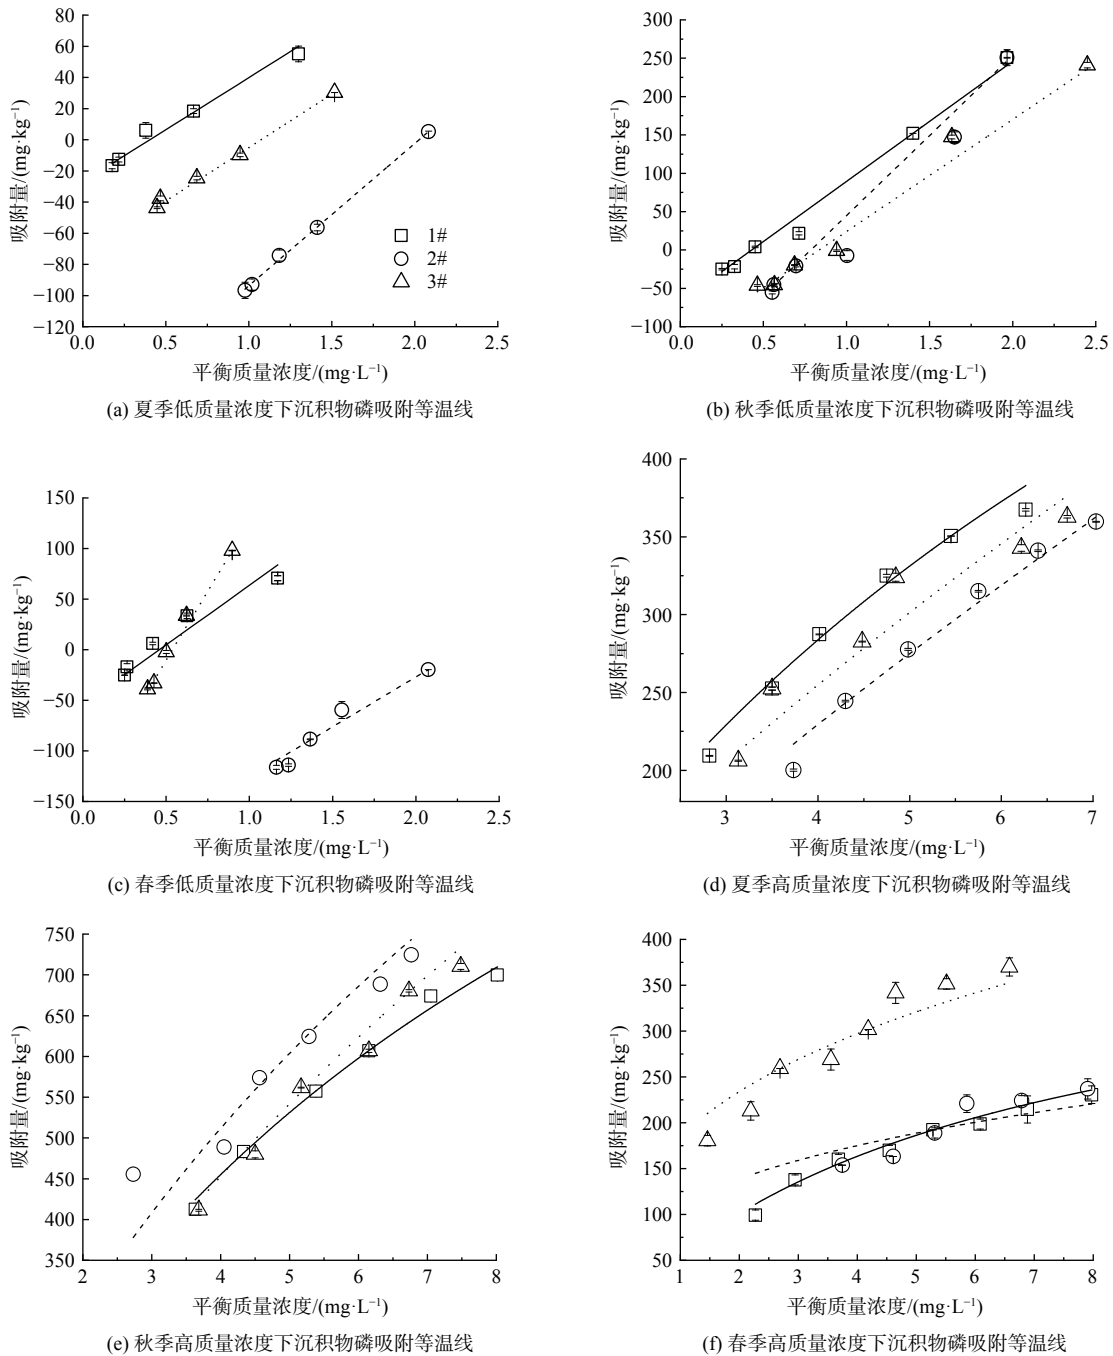 80
60
40
20
0
−20
−40
−60
−80
−100
−120
吸附量/(mg·kg⁻¹)
1#
2#
3#
0.0 0.5 1.0 1.5 2.0 2.5
平衡质量浓度/(mg·L⁻¹)
(a) 夏季低质量浓度下沉积物磷吸附等温线
300
250
200
150
100
50
0
−50
−100
吸附量/(mg·kg⁻¹)
0.0 0.5 1.0 1.5 2.0 2.5
平衡质量浓度/(mg·L⁻¹)
(b) 秋季低质量浓度下沉积物磷吸附等温线
150
100
50
0
−50
−100
−150
吸附量/(mg·kg⁻¹)
0.0 0.5 1.0 1.5 2.0 2.5
平衡质量浓度/(mg·L⁻¹)
(c) 春季低质量浓度下沉积物磷吸附等温线
400
350
300
250
200
吸附量/(mg·kg⁻¹)
3 4 5 6 7
平衡质量浓度/(mg·L⁻¹)
(d) 夏季高质量浓度下沉积物磷吸附等温线
750
700
650
600
550
500
450
400
350
吸附量/(mg·kg⁻¹)
2 3 4 5 6 7 8
平衡质量浓度/(mg·L⁻¹)
(e) 秋季高质量浓度下沉积物磷吸附等温线
400
350
300
250
200
150
100
50
吸附量/(mg·kg⁻¹)
1 2 3 4 5 6 7 8
平衡质量浓度/(mg·L⁻¹)
(f) 春季高质量浓度下沉积物磷吸附等温线